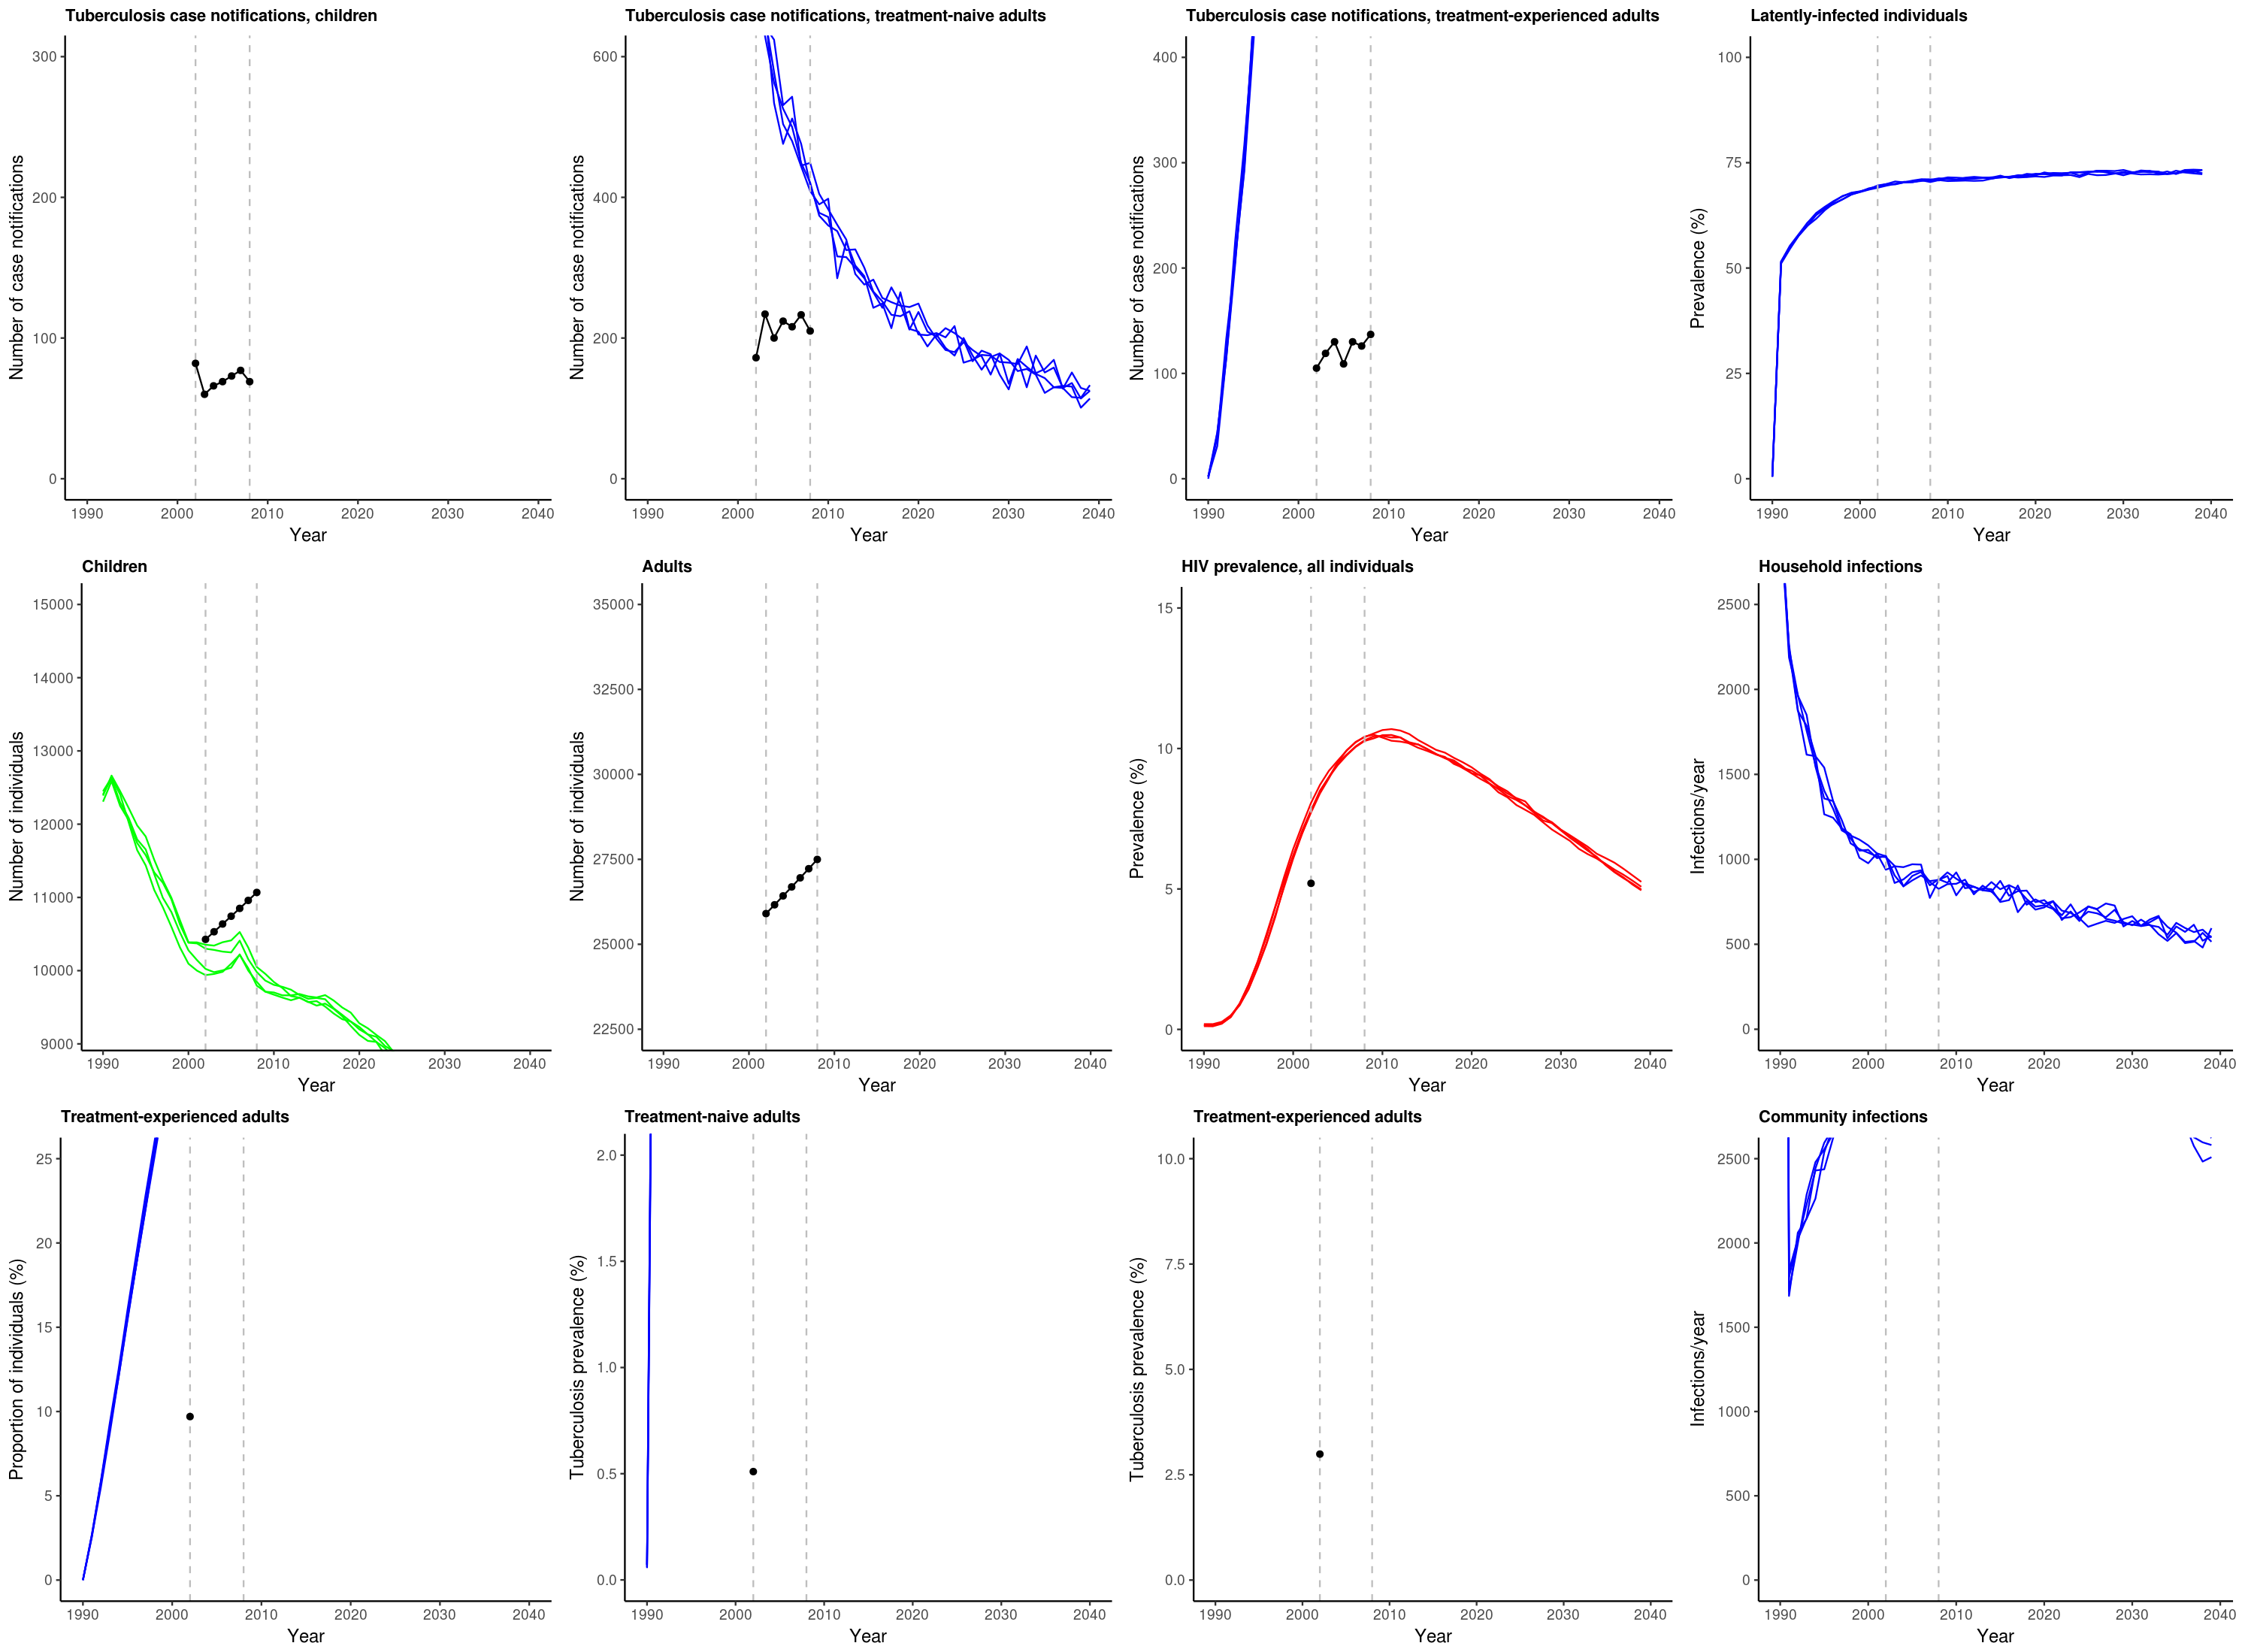 Tuberculosis case notifications, children
Number of case notifications
300
200
100
0
1990 2000 2010 2020 2030 2040
Year
Tuberculosis case notifications, treatment-naive adults
Number of case notifications
600
400
200
0
1990 2000 2010 2020 2030 2040
Year
Tuberculosis case notifications, treatment-experienced adults
Number of case notifications
400
300
200
100
0
1990 2000 2010 2020 2030 2040
Year
Latently-infected individuals
Prevalence (%)
100
75
50
25
0
1990 2000 2010 2020 2030 2040
Year
Children
Number of individuals
15000
14000
13000
12000
11000
10000
9000
1990 2000 2010 2020 2030 2040
Year
Adults
Number of individuals
35000
32500
30000
27500
25000
22500
1990 2000 2010 2020 2030 2040
Year
HIV prevalence, all individuals
Prevalence (%)
15
10
5
0
1990 2000 2010 2020 2030 2040
Year
Household infections
Infections/year
2500
2000
1500
1000
500
0
1990 2000 2010 2020 2030 2040
Year
Treatment-experienced adults
Proportion of individuals (%)
25
20
15
10
5
0
1990 2000 2010 2020 2030 2040
Year
Treatment-naive adults
Tuberculosis prevalence (%)
2.0
1.5
1.0
0.5
0.0
1990 2000 2010 2020 2030 2040
Year
Treatment-experienced adults
Tuberculosis prevalence (%)
10.0
7.5
5.0
2.5
0.0
1990 2000 2010 2020 2030 2040
Year
Community infections
Infections/year
2500
2000
1500
1000
500
0
1990 2000 2010 2020 2030 2040
Year